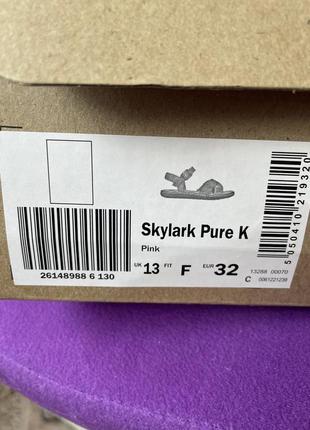 Skylark Pure K
Pink
UK 13 FIT F EUR 32
26148988 6 130
13288 00070
C 0061221238
5 050410 219320